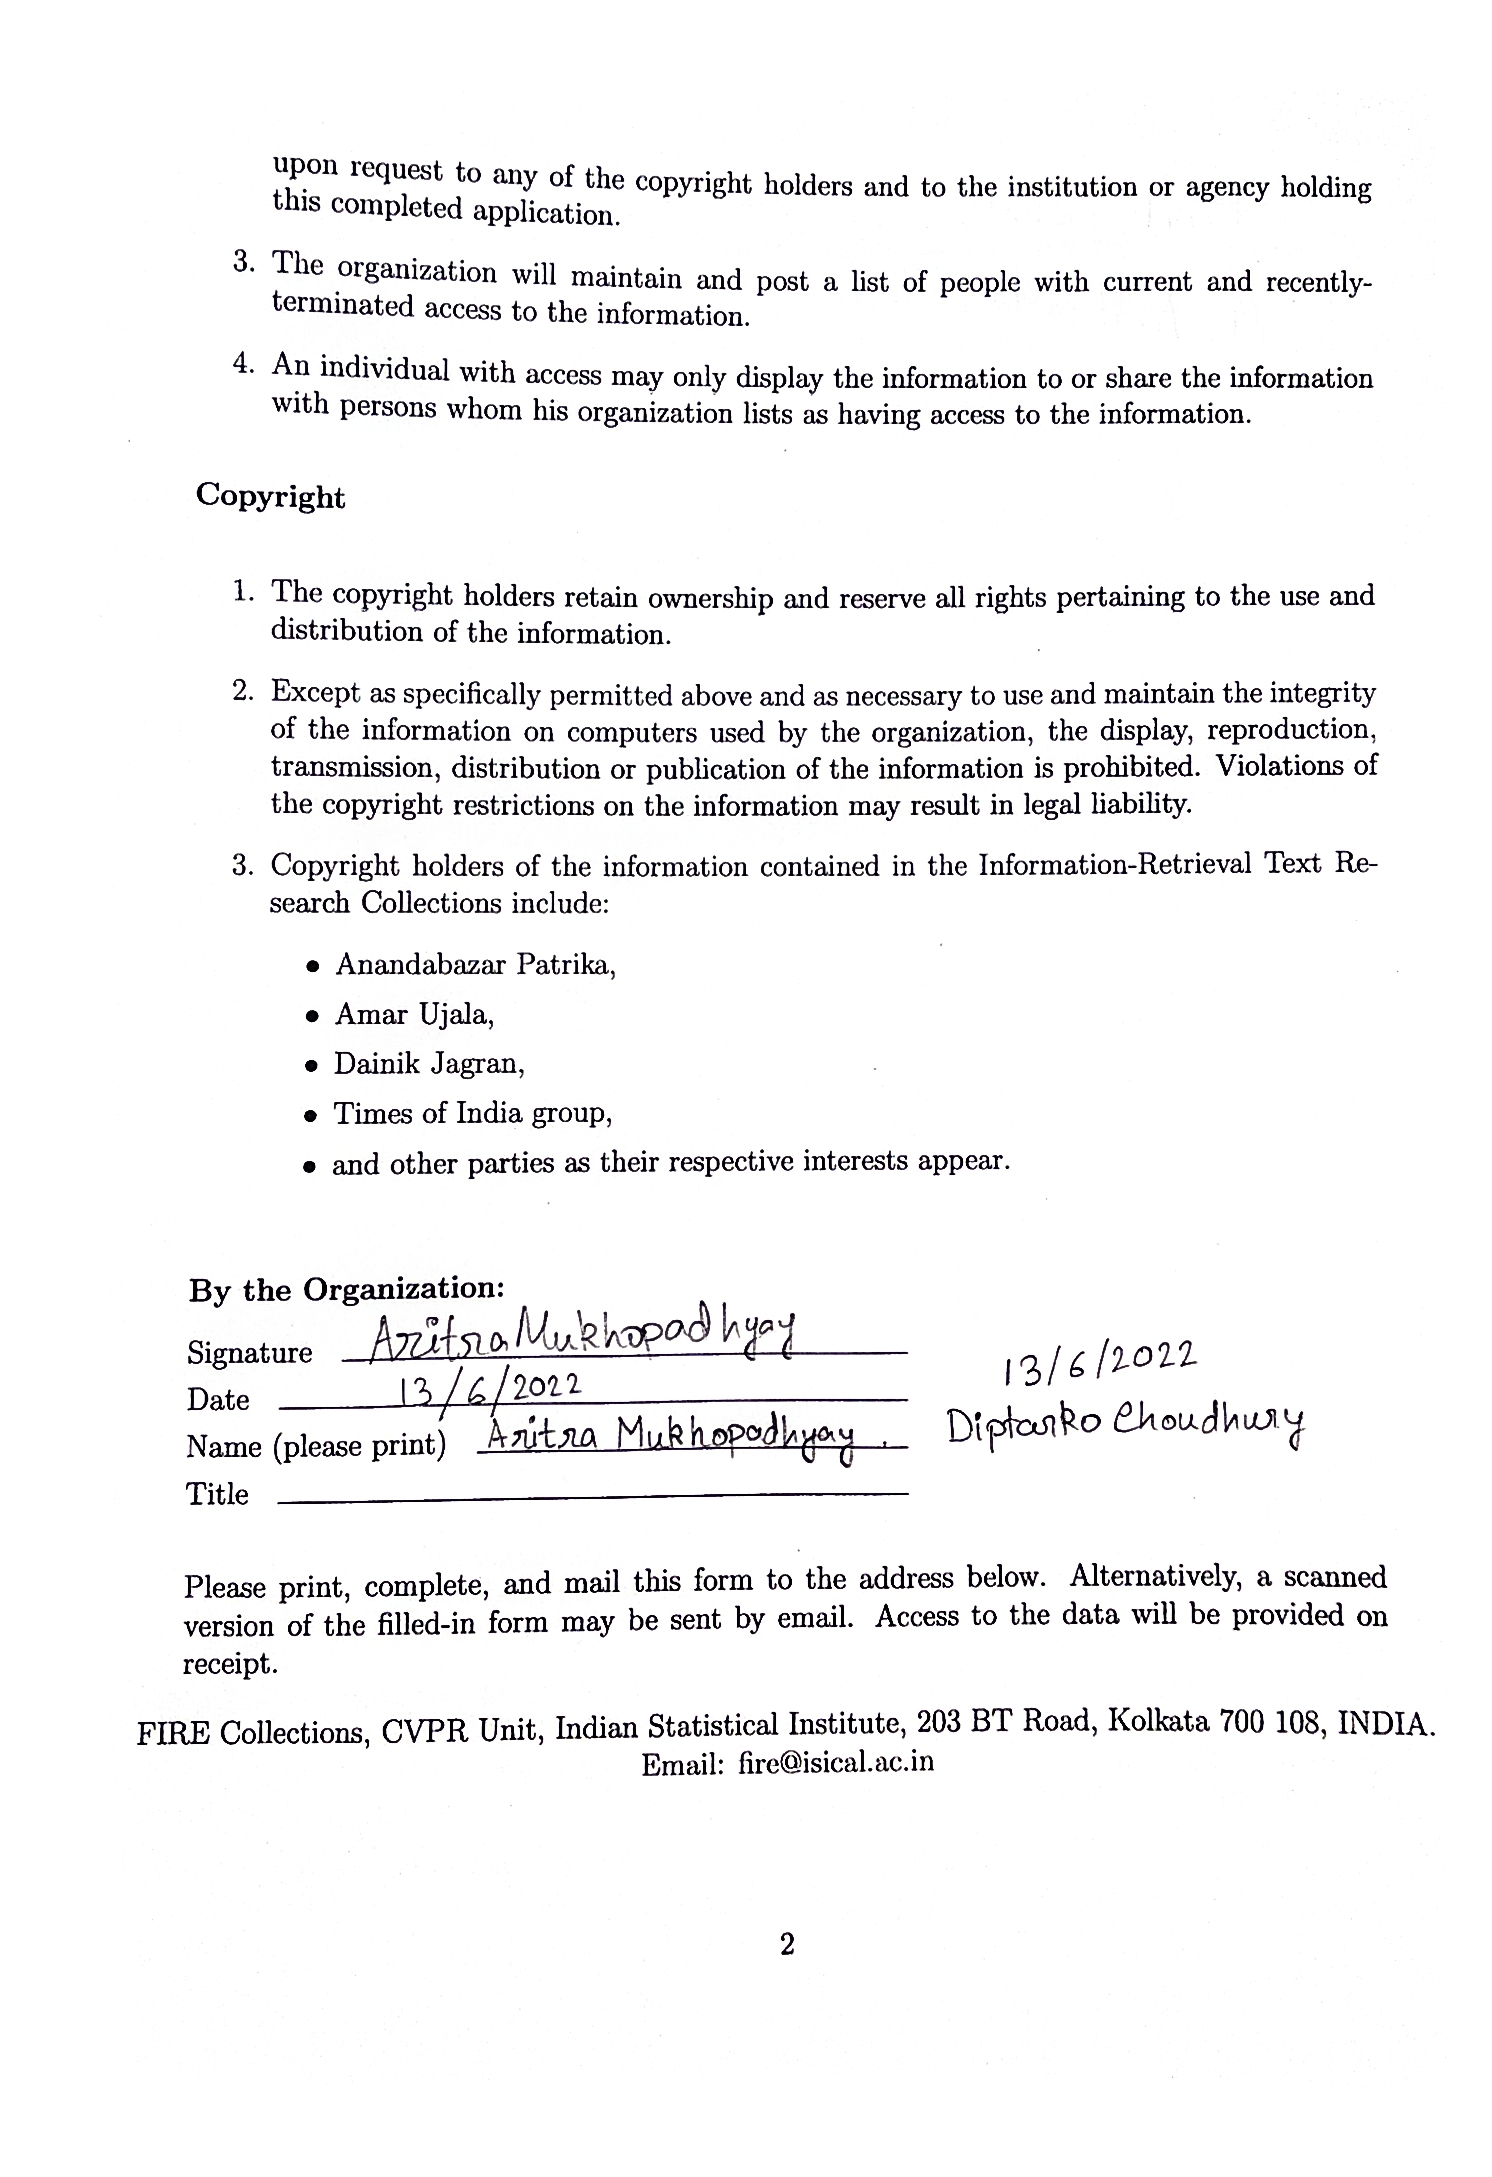 upon request to any of the copyright holders and to the institution or agency holding
this completed application.
3. The organization will maintain and post a list of people with current and recently-
terminated access to the information.
4. An individual with access may only display the information to or share the information
with persons whom his organization lists as having access to the information.
Copyright
1. The copyright holders retain ownership and reserve all rights pertaining to the use and
distribution of the information.
2. Except as specifically permitted above and as necessary to use and maintain the integrity
of the information on computers used by the organization, the display, reproduction,
transmission, distribution or publication of the information is prohibited. Violations of
the copyright restrictions on the information may result in legal liability.
3. Copyright holders of the information contained in the Information-Retrieval Text Re-
search Collections include:
• Anandabazar Patrika,
• Amar Ujala,
• Dainik Jagran,
• Times of India group,
• and other parties as their respective interests appear.
By the Organization:
Signature Aritra Mukhopadhyay
13/6/2022
Date 13/6/2022
Name (please print) Aritra Mukhopadhyay.
Diptarko Choudhury
Title
Please print, complete, and mail this form to the address below. Alternatively, a scanned
version of the filled-in form may be sent by email. Access to the data will be provided on
receipt.
FIRE Collections, CVPR Unit, Indian Statistical Institute, 203 BT Road, Kolkata 700 108, INDIA.
Email: fire@isical.ac.in
2